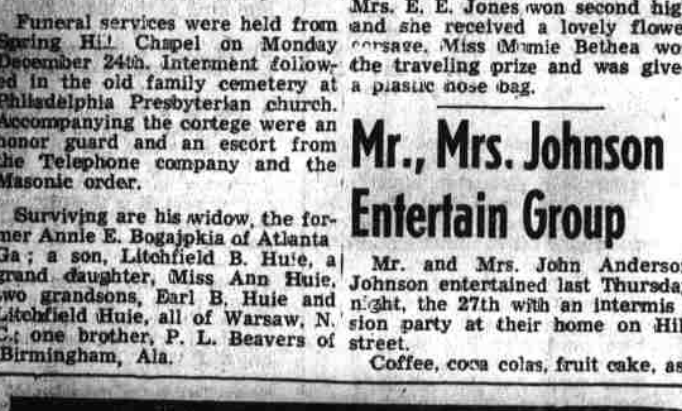 Funeral services were held from
Spring Hill Chapel on Monday
December 24th. Interment follow-
ed in the old family cemetery at
Philadelphia Presbyterian church.
Accompanying the cortege were an
honor guard and an escort from
the Telephone company and the
Masonic order.
Surviving are his widow, the for-
mer Annie E. Bogajpkia of Atlanta
Ga; a son, Litchfield B. Huie, a
grand daughter, Miss Ann Huie,
two grandsons, Earl B. Huie and
Litchfield Huie, all of Warsaw, N.
one brother, P. L. Beavers of
Birmingham, Ala.
Mrs. E. E. Jones won second hig
and she received a lovely flowe
corsave. Miss Mamie Bethea wo
the traveling prize and was give
a plastic nose bag.
Mr., Mrs. Johnson
Entertain Group
Mr. and Mrs. John Anderso
Johnson entertained last Thursda
night, the 27th with an intermis
sion party at their home on Hil
street.
Coffee, coca colas, fruit cake, as